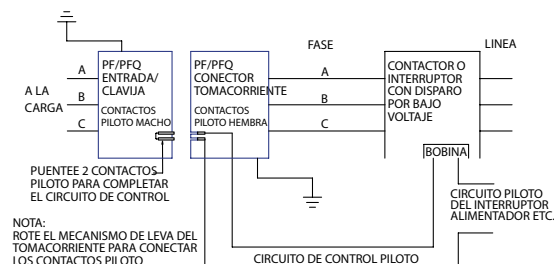 FASE
LINEA
PF/PFQ
ENTRADA/
CLAVIJA
CONTACTOS
PILOTO MACHO
PF/PFQ
CONECTOR
TOMACORRIENTE
CONTACTOS
PILOTO HEMBRA
CONTACTOR O
INTERRUPTOR
CON DISPARO
POR BAJO
VOLTAJE
BOBINA
A LA
CARGA
A
B
C
A
B
C
PUENTEE 2 CONTACTOS
PILOTO PARA COMPLETAR
EL CIRCUITO DE CONTROL
CIRCUITO PILOTO
DEL INTERRUPTOR
ALIMENTADOR ETC.
NOTA:
ROTE EL MECANISMO DE LEVA DEL
TOMACORRIENTE PARA CONECTAR
LOS CONTACTOS PILOTO
CIRCUITO DE CONTROL PILOTO